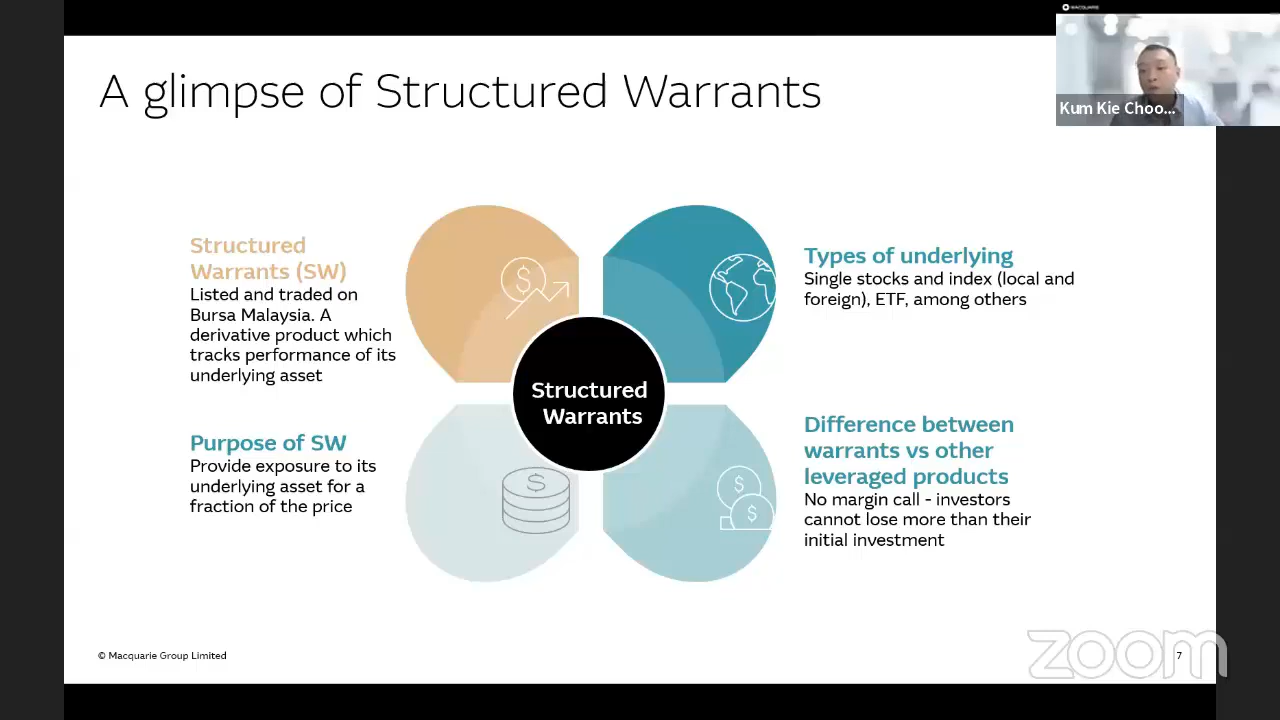 MACQUARIE
A glimpse of Structured Warrants
Kum Kie Choo...
Structured
Warrants (SW)
Listed and traded on
Bursa Malaysia. A
derivative product which
tracks performance of its
underlying asset
Types of underlying
Single stocks and index (local and
foreign), ETF, among others
Structured
Warrants
Purpose of SW
Provide exposure to its
underlying asset for a
fraction of the price
Difference between
warrants vs other
leveraged products
No margin call - investors
cannot lose more than their
initial investment
© Macquarie Group Limited
zoom
7